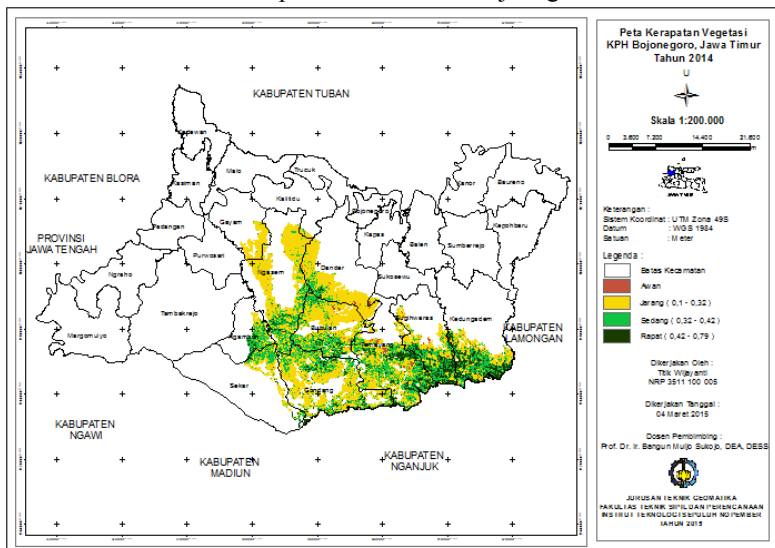 KABUPATEN TUBAN
KABUPATEN BLORA
PROVINSI
JAWA TENGAH
Malo
Trucuk
Kasiman
Kalitidu
Padangan
Gayam
Bojonegoro
Kanor
Baureno
Kapas
Balen
Sumberrejo
Kepohbaru
Purwosari
Ngasem
Dander
Sukosewu
Ngraho
Tambakrejo
Margomulyo
Sugihwaras
Kedungadem
KABUPATEN
LAMONGAN
Ngambon
Bubulan
Sekar
Gondang
KABUPATEN
NGAWI
KABUPATEN
MADIUN
KABUPATEN
NGANJUK
Peta Kerapatan Vegetasi
KPH Bojonegoro, Jawa Timur
Tahun 2014
U
Skala 1:200.000
0 3.600 7.200 14.400 21.600
m
Keterangan :
Sistem Koordinat : UTM Zona 49S
Datum : WGS 1984
Satuan : Meter
Legenda :
Batas Kecamatan
Awan
Jarang ( 0,1 - 0,32 )
Sedang ( 0,32 - 0,42 )
Rapat ( 0,42 - 0,79 )
Dikerjakan Oleh :
Titik Wijayanti
NRP 3511 100 005
Dikerjakan Tanggal :
04 Maret 2015
Dosen Pembimbing :
Prof. Dr. Ir. Bangun Muljo Sukojo, DEA, DESS
JURUSAN TEKNIK GEOMATIKA
FAKULTAS TEKNIK SIPIL DAN PERENCANAAN
INSTITUT TEKNOLOGI SEPULUH NOPEMBER
TAHUN 2015